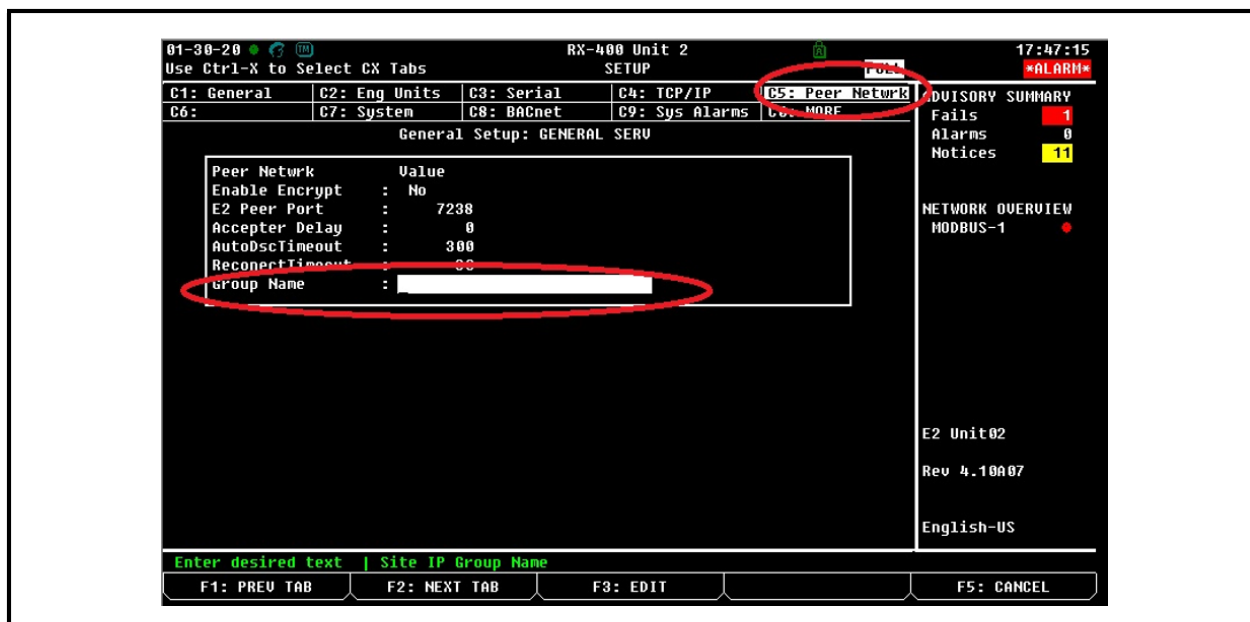 01-30-20 TM RX-400 Unit 2 A 17:47:15
Use Ctrl-X to Select CX Tabs SETUP FULL *ALARM*
C1: General C2: Eng Units C3: Serial C4: TCP/IP C5: Peer Netwrk ADVISORY SUMMARY
C6: C7: System C8: BACnet C9: Sys Alarms C0: MORE Fails 1
General Setup: GENERAL SERV Alarms 0
Notices 11
Peer Netwrk Value
Enable Encrypt : No
E2 Peer Port : 7238 NETWORK OVERVIEW
Accepter Delay : 0 MODBUS-1
AutoDscTimeout : 300
ReconectTimeout :
Group Name :
E2 Unit02
Rev 4.10A07
English-US
Enter desired text | Site IP Group Name
F1: PREV TAB F2: NEXT TAB F3: EDIT F5: CANCEL